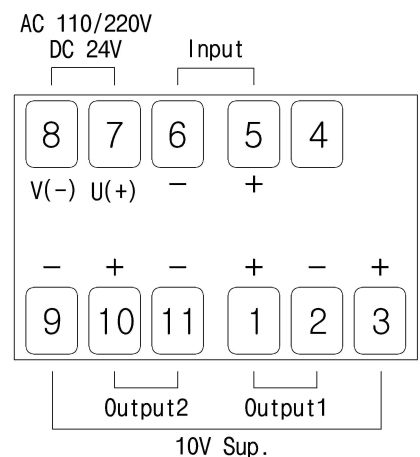 AC 110/220V
DC 24V Input
8 7 6 5 4
V(-) U(+) - +
- + - + - +
9 10 11 1 2 3
Output2 Output1
10V Sup.